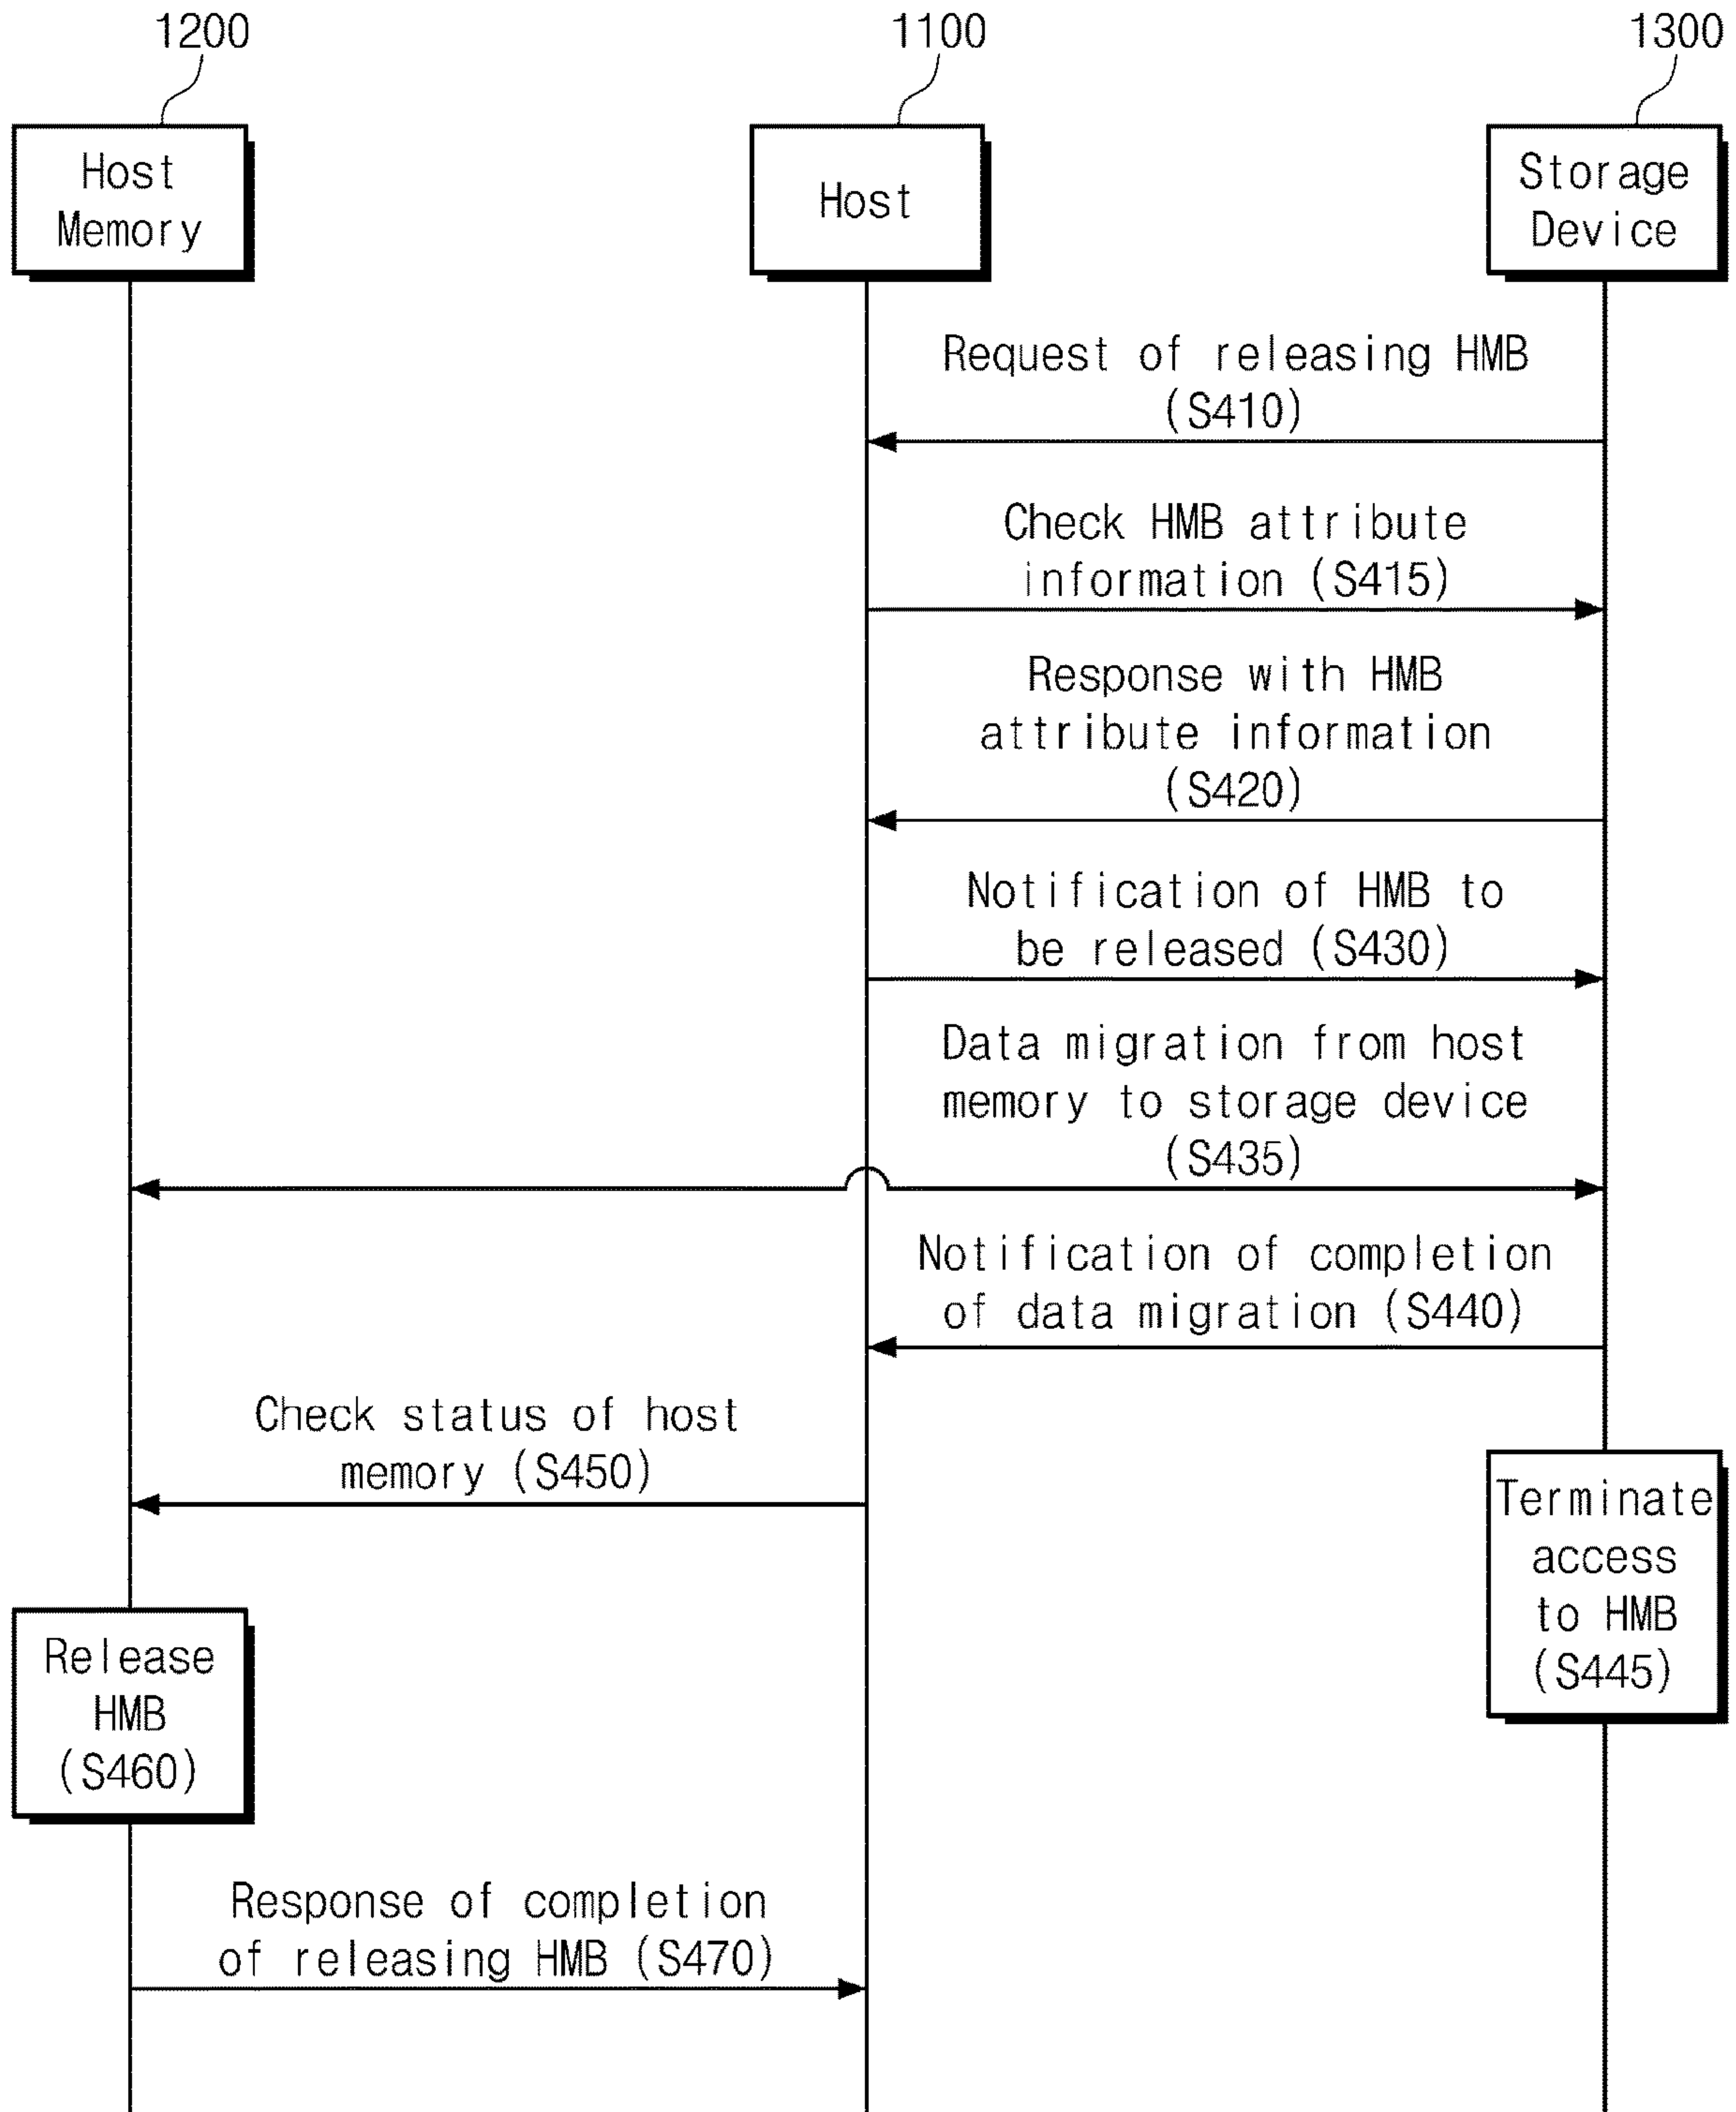 1200
1100
1300
Host
Memory
Host
Storage
Device
Request of releasing HMB
(S410)
Check HMB attribute
information (S415)
Response with HMB
attribute information
(S420)
Notification of HMB to
be released (S430)
Data migration from host
memory to storage device
(S435)
Notification of completion
of data migration (S440)
Check status of host
memory (S450)
Terminate
access
to HMB
(S445)
Release
HMB
(S460)
Response of completion
of releasing HMB (S470)